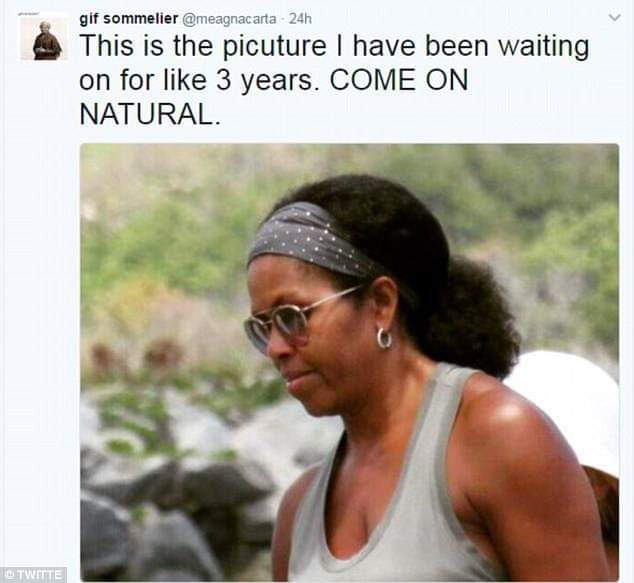 gif sommelier @meagnacarta · 24h
This is the picuture I have been waiting
on for like 3 years. COME ON
NATURAL.
© TWITTE